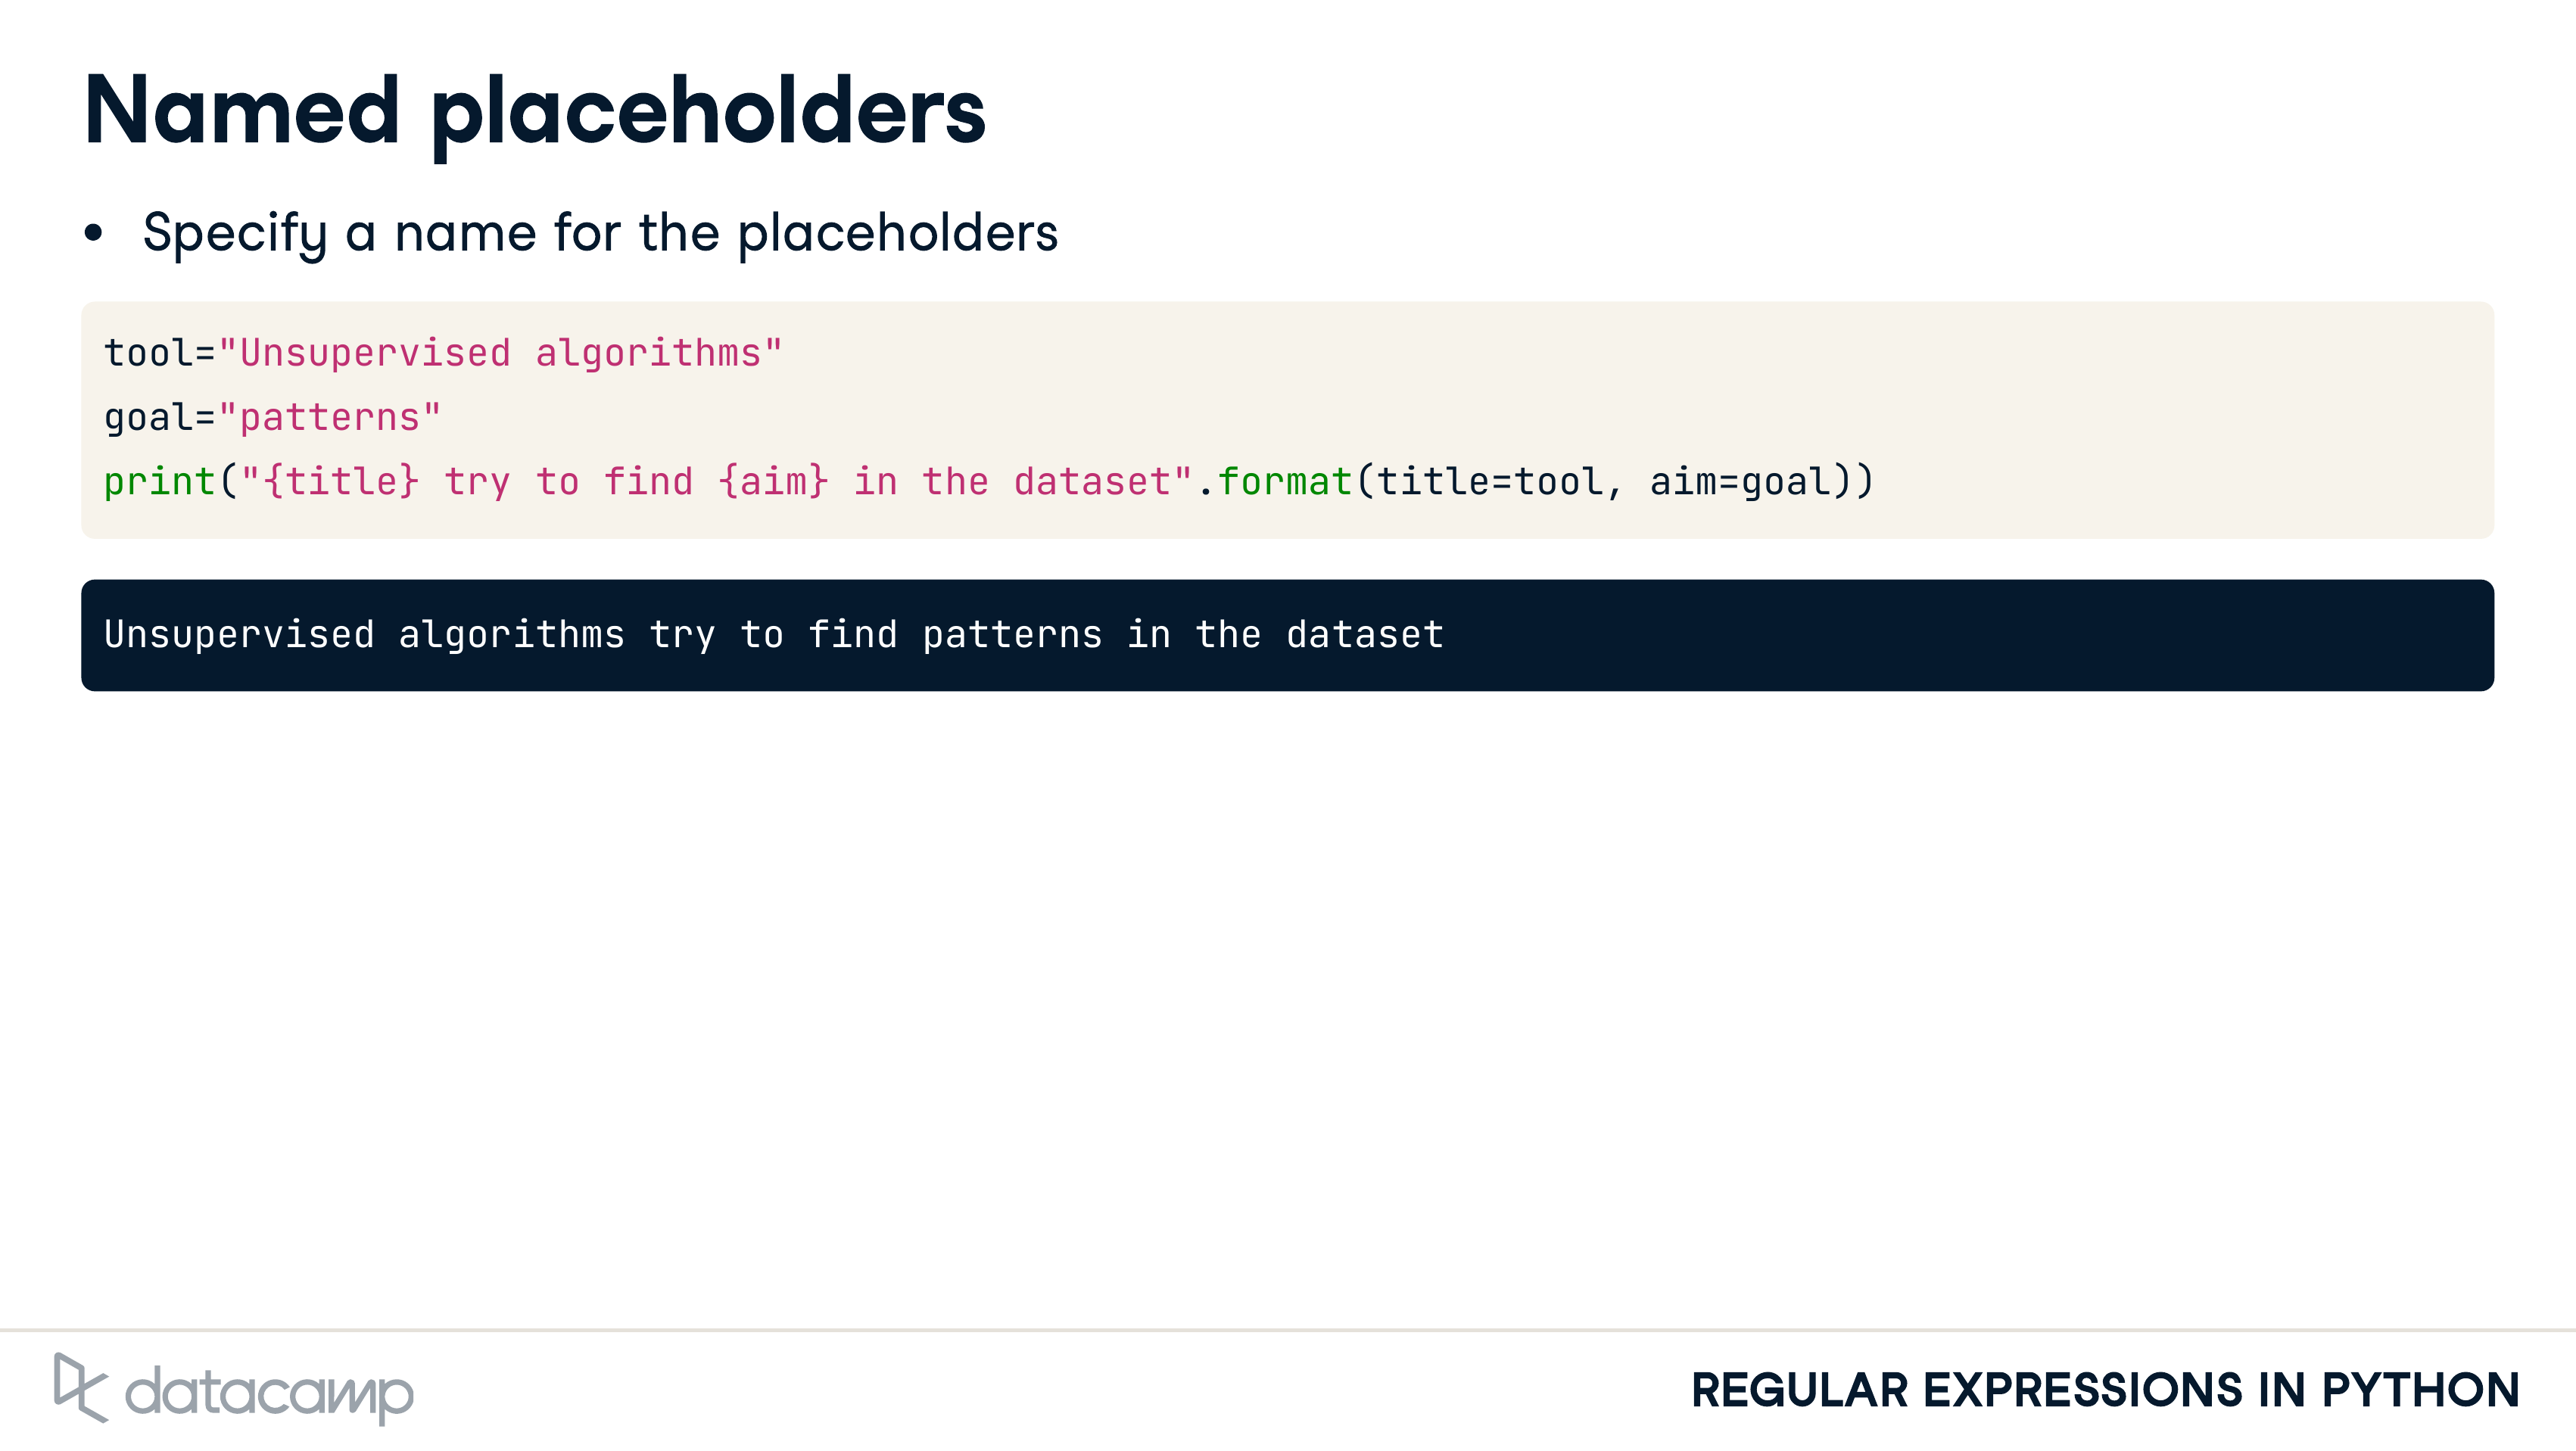 Named placeholders
• Specify a name for the placeholders
tool="Unsupervised algorithms"
goal="patterns"
print("{title} try to find {aim} in the dataset".format(title=tool, aim=goal))
Unsupervised algorithms try to find patterns in the dataset
datacamp
REGULAR EXPRESSIONS IN PYTHON